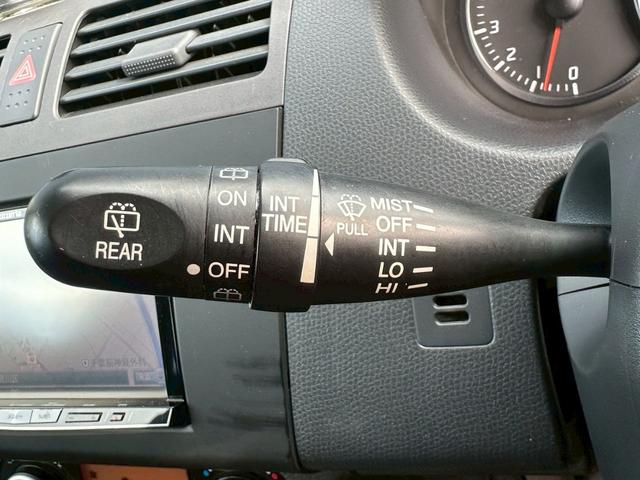 REAR
ON
INT
OFF
INT
TIME
PULL
MIST
OFF
INT
LO
HI
3
2
1
0